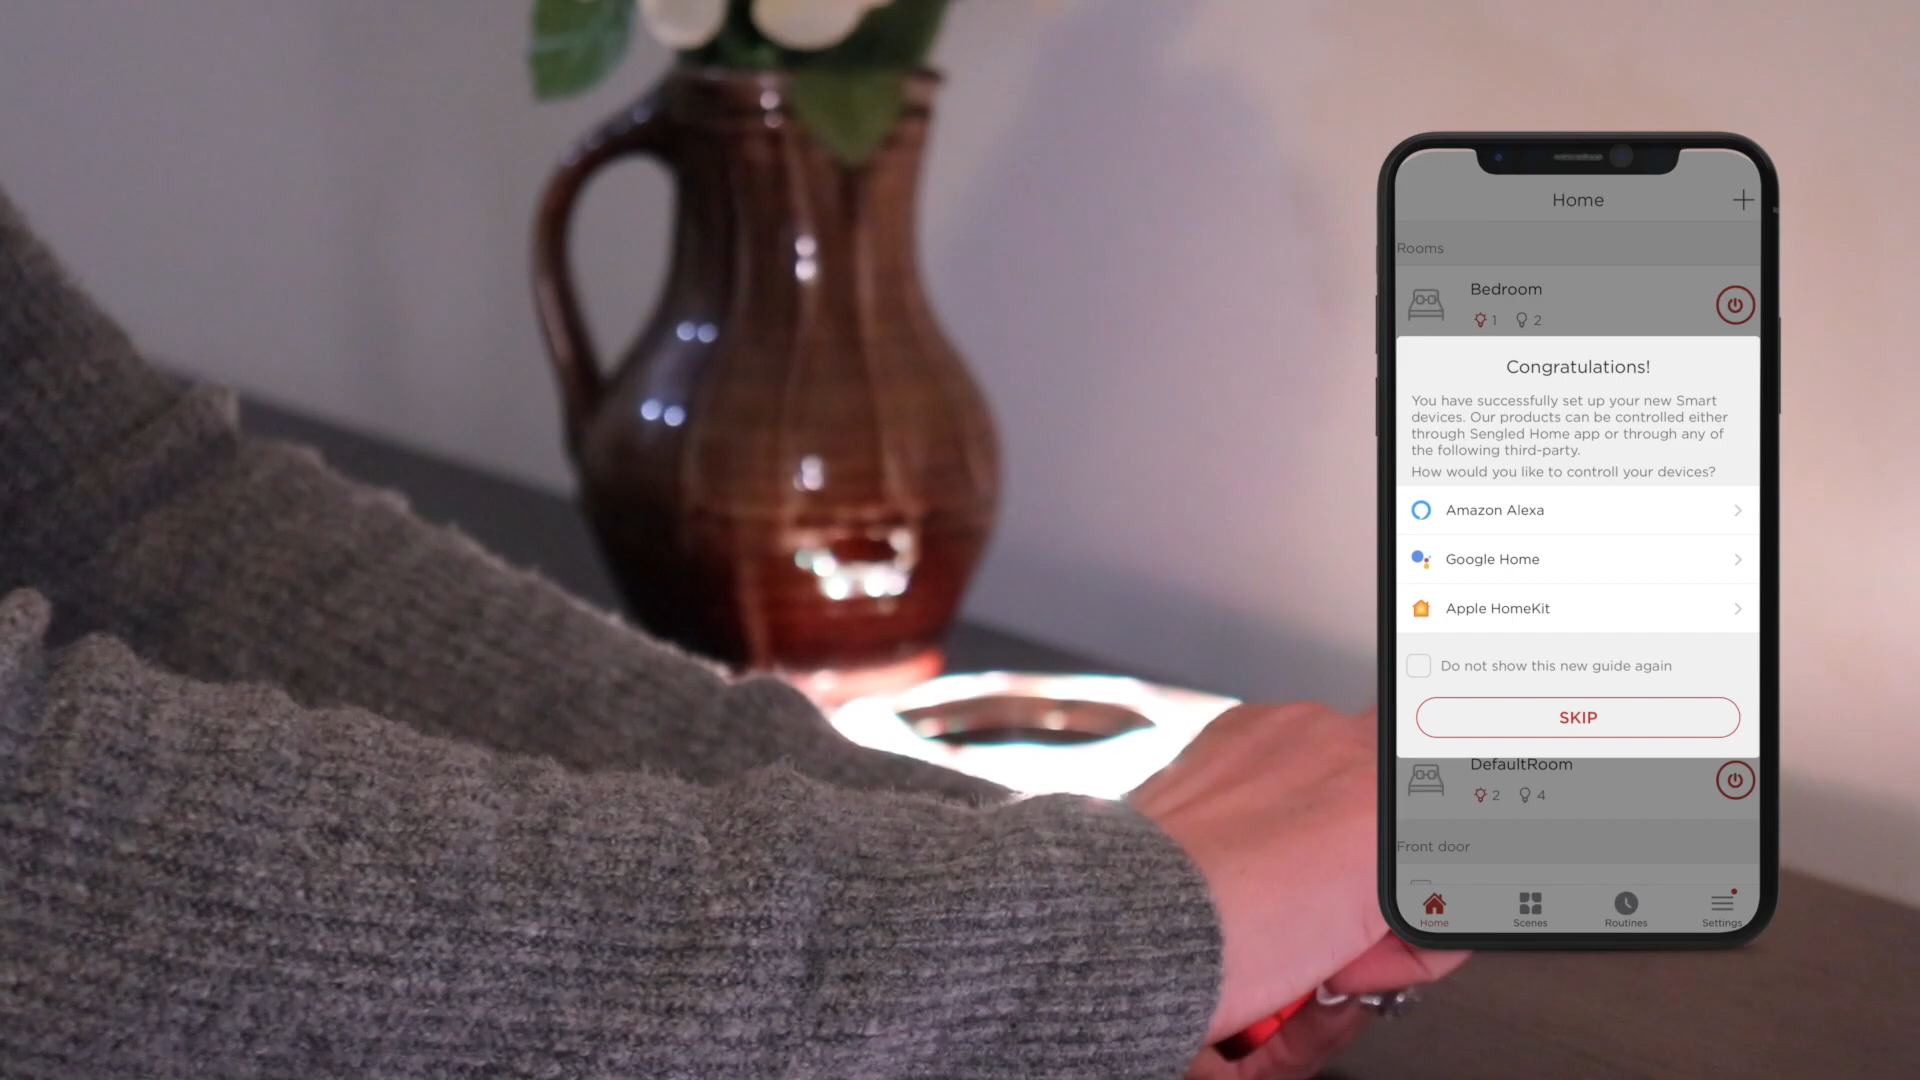 Home
Rooms
Bedroom
1 2
Congratulations!
You have successfully set up your new Smart
devices. Our products can be controlled either
through Sengled Home app or through any of
the following third-party.
How would you like to controll your devices?
Amazon Alexa
Google Home
Apple HomeKit
Do not show this new guide again
SKIP
DefaultRoom
2 4
Front door
Home Scenes Routines Settings